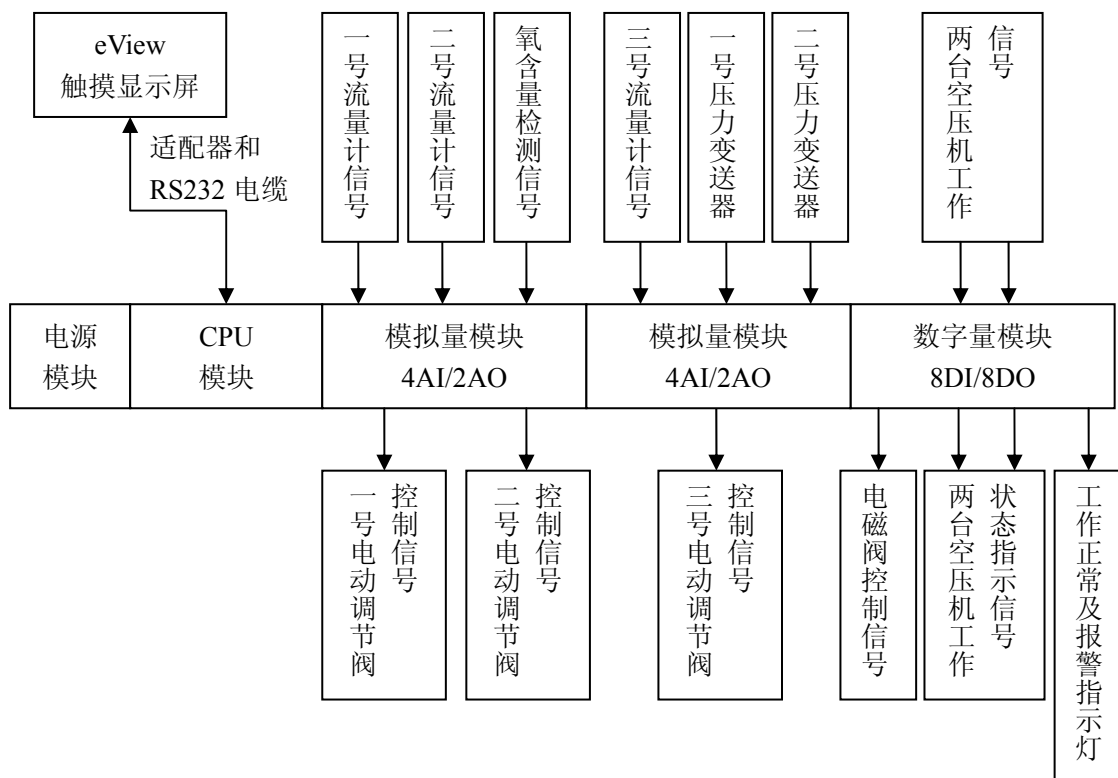 eView
触摸显示屏
适配器和
RS232 电缆
一号流量计信号
二号流量计信号
氧含量检测信号
三号流量计信号
一号压力变送器
二号压力变送器
两台空压机工作
信号
电源
模块
CPU
模块
模拟量模块
4AI/2AO
模拟量模块
4AI/2AO
数字量模块
8DI/8DO
一号电动调节阀
控制信号
二号电动调节阀
控制信号
三号电动调节阀
控制信号
电磁阀控制信号
两台空压机工作
状态指示信号
工作正常及报警指示灯